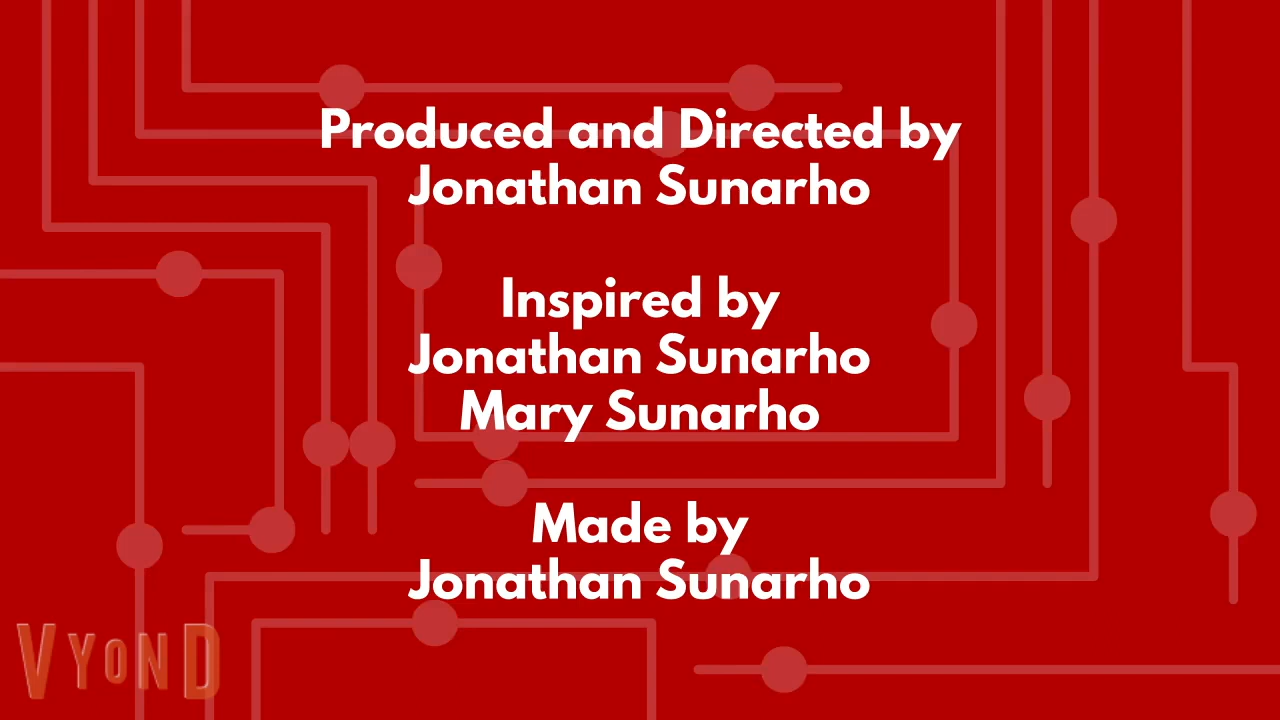 Produced and Directed by
Jonathan Sunarho
Inspired by
Jonathan Sunarho
Mary Sunarho
Made by
Jonathan Sunarho
VYOND